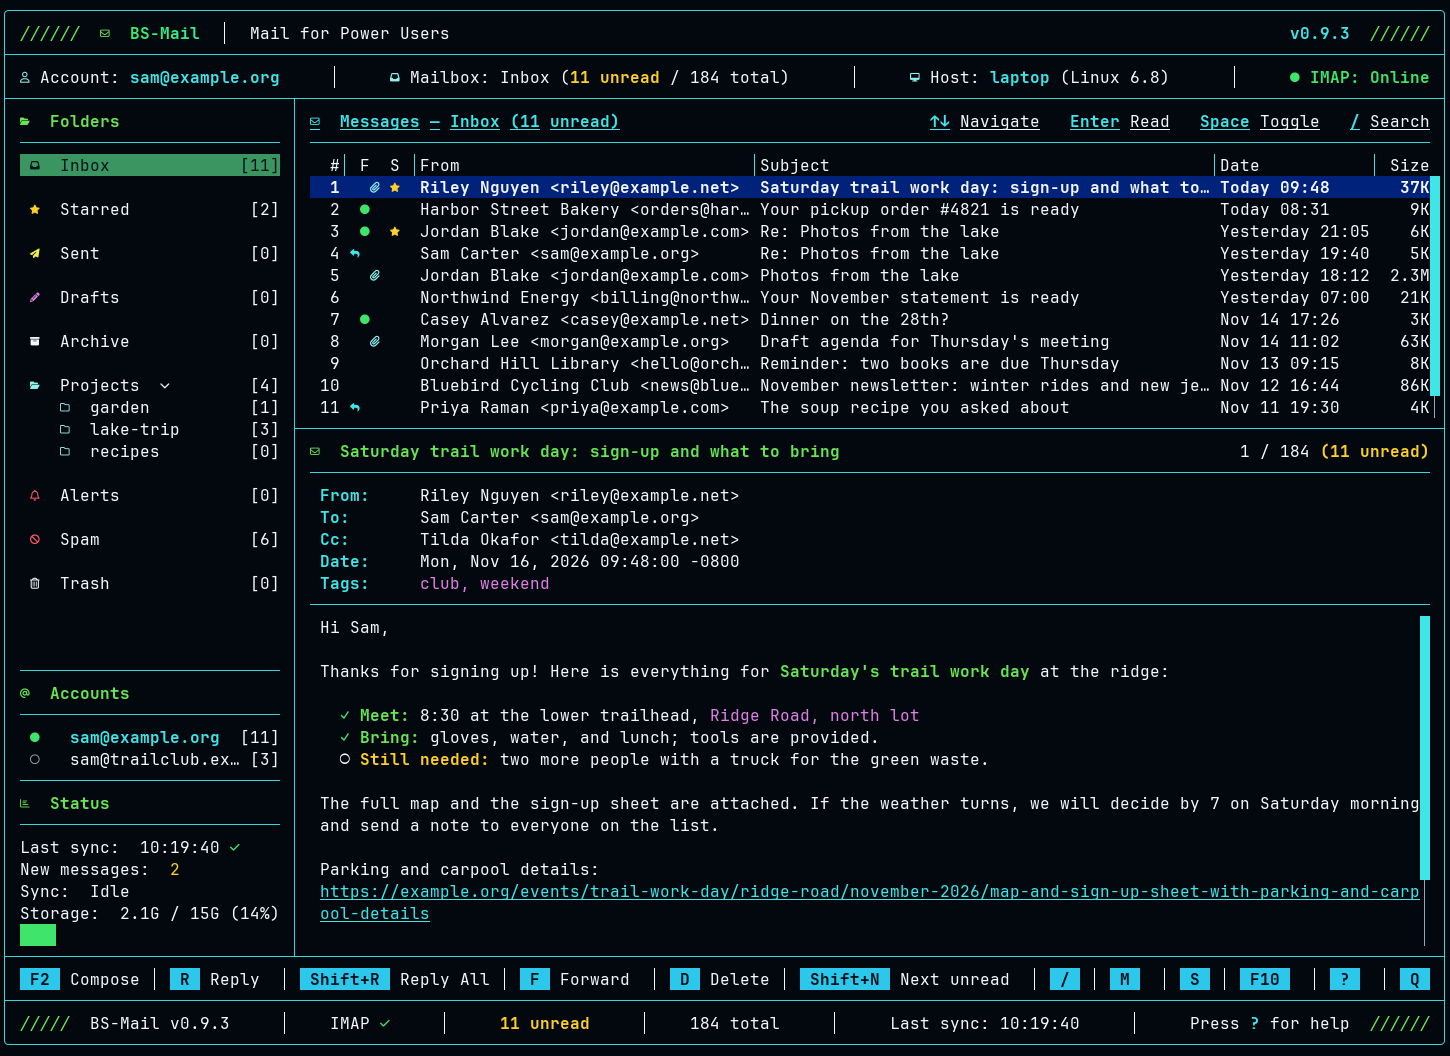 ////// BS-Mail Mail for Power Users v0.9.3 //////
Account: sam@example.org Mailbox: Inbox (11 unread / 184 total) Host: laptop (Linux 6.8) IMAP: Online
Folders
Inbox [11]
Starred [2]
Sent [0]
Drafts [0]
Archive [0]
Projects [4]
garden [1]
lake-trip [3]
recipes [0]
Alerts [0]
Spam [6]
Trash [0]
Accounts
sam@example.org [11]
sam@trailclub.ex… [3]
Status
Last sync: 10:19:40
New messages: 2
Sync: Idle
Storage: 2.1G / 15G (14%)
Messages — Inbox (11 unread) ↑↓ Navigate Enter Read Space Toggle / Search
# F S From Subject Date Size
1 Riley Nguyen <riley@example.net> Saturday trail work day: sign-up and what to… Today 09:48 37K
2 Harbor Street Bakery <orders@har… Your pickup order #4821 is ready Today 08:31 9K
3 Jordan Blake <jordan@example.com> Re: Photos from the lake Yesterday 21:05 6K
4 Sam Carter <sam@example.org> Re: Photos from the lake Yesterday 19:40 5K
5 Jordan Blake <jordan@example.com> Photos from the lake Yesterday 18:12 2.3M
6 Northwind Energy <billing@northw… Your November statement is ready Yesterday 07:00 21K
7 Casey Alvarez <casey@example.net> Dinner on the 28th? Nov 14 17:26 3K
8 Morgan Lee <morgan@example.org> Draft agenda for Thursday's meeting Nov 14 11:02 63K
9 Orchard Hill Library <hello@orch… Reminder: two books are due Thursday Nov 13 09:15 8K
10 Bluebird Cycling Club <news@blue… November newsletter: winter rides and new je… Nov 12 16:44 86K
11 Priya Raman <priya@example.com> The soup recipe you asked about Nov 11 19:30 4K
Saturday trail work day: sign-up and what to bring 1 / 184 (11 unread)
From: Riley Nguyen <riley@example.net>
To: Sam Carter <sam@example.org>
Cc: Tilda Okafor <tilda@example.net>
Date: Mon, Nov 16, 2026 09:48:00 -0800
Tags: club, weekend
Hi Sam,
Thanks for signing up! Here is everything for Saturday's trail work day at the ridge:
Meet: 8:30 at the lower trailhead, Ridge Road, north lot
Bring: gloves, water, and lunch; tools are provided.
Still needed: two more people with a truck for the green waste.
The full map and the sign-up sheet are attached. If the weather turns, we will decide by 7 on Saturday morning
and send a note to everyone on the list.
Parking and carpool details:
https://example.org/events/trail-work-day/ridge-road/november-2026/map-and-sign-up-sheet-with-parking-and-carp
ool-details
F2 Compose R Reply Shift+R Reply All F Forward D Delete Shift+N Next unread / M S F10 ? Q
///// BS-Mail v0.9.3 IMAP 11 unread 184 total Last sync: 10:19:40 Press ? for help //////